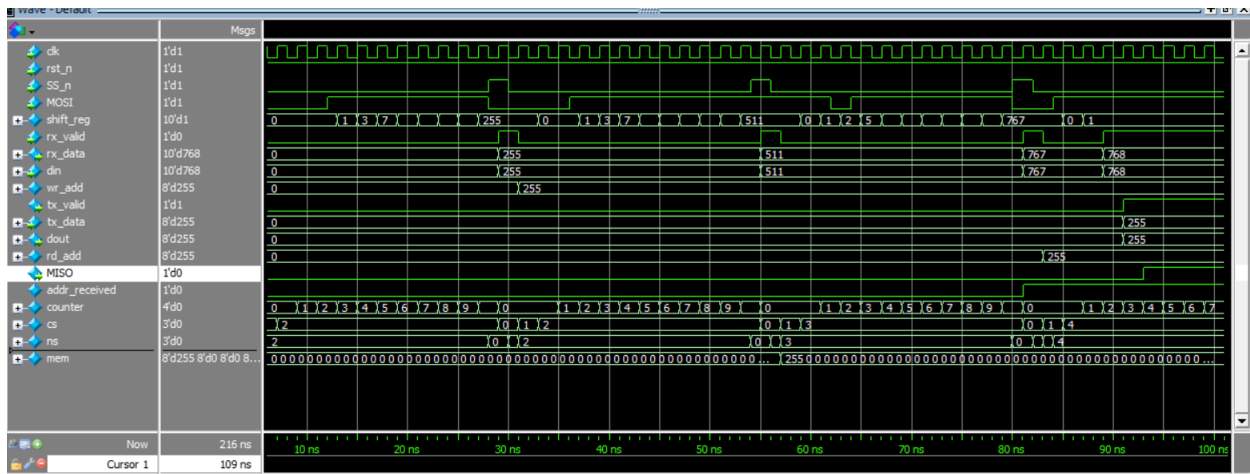 Wave - Default
Msgs
clk 1'd1
rst_n 1'd1
SS_n 1'd1
MOSI 1'd1
shift_reg 10'd1 0 1 3 7 255 0 1 3 7 511 0 1 2 5 767 0 1
rx_valid 1'd0
rx_data 10'd768 0 255 511 767 768
din 10'd768 0 255 511 767 768
wr_add 8'd255 0 255
tx_valid 1'd1
tx_data 8'd255 0 255
dout 8'd255 0 255
rd_add 8'd255 0 255
MISO 1'd0
addr_received 1'd0
counter 4'd0 0 1 2 3 4 5 6 7 8 9 0 1 2 3 4 5 6 7 8 9 0 1 2 3 4 5 6 7 8 9 0 1 2 3 4 5 6 7
cs 3'd0 2 0 1 2 0 1 3 0 1 4
ns 3'd0 2 0 2 0 3 0 4
mem 8'd255 8'd0 8'd0 8...
Now 216 ns 10 ns 20 ns 30 ns 40 ns 50 ns 60 ns 70 ns 80 ns 90 ns 100 ns
Cursor 1 109 ns